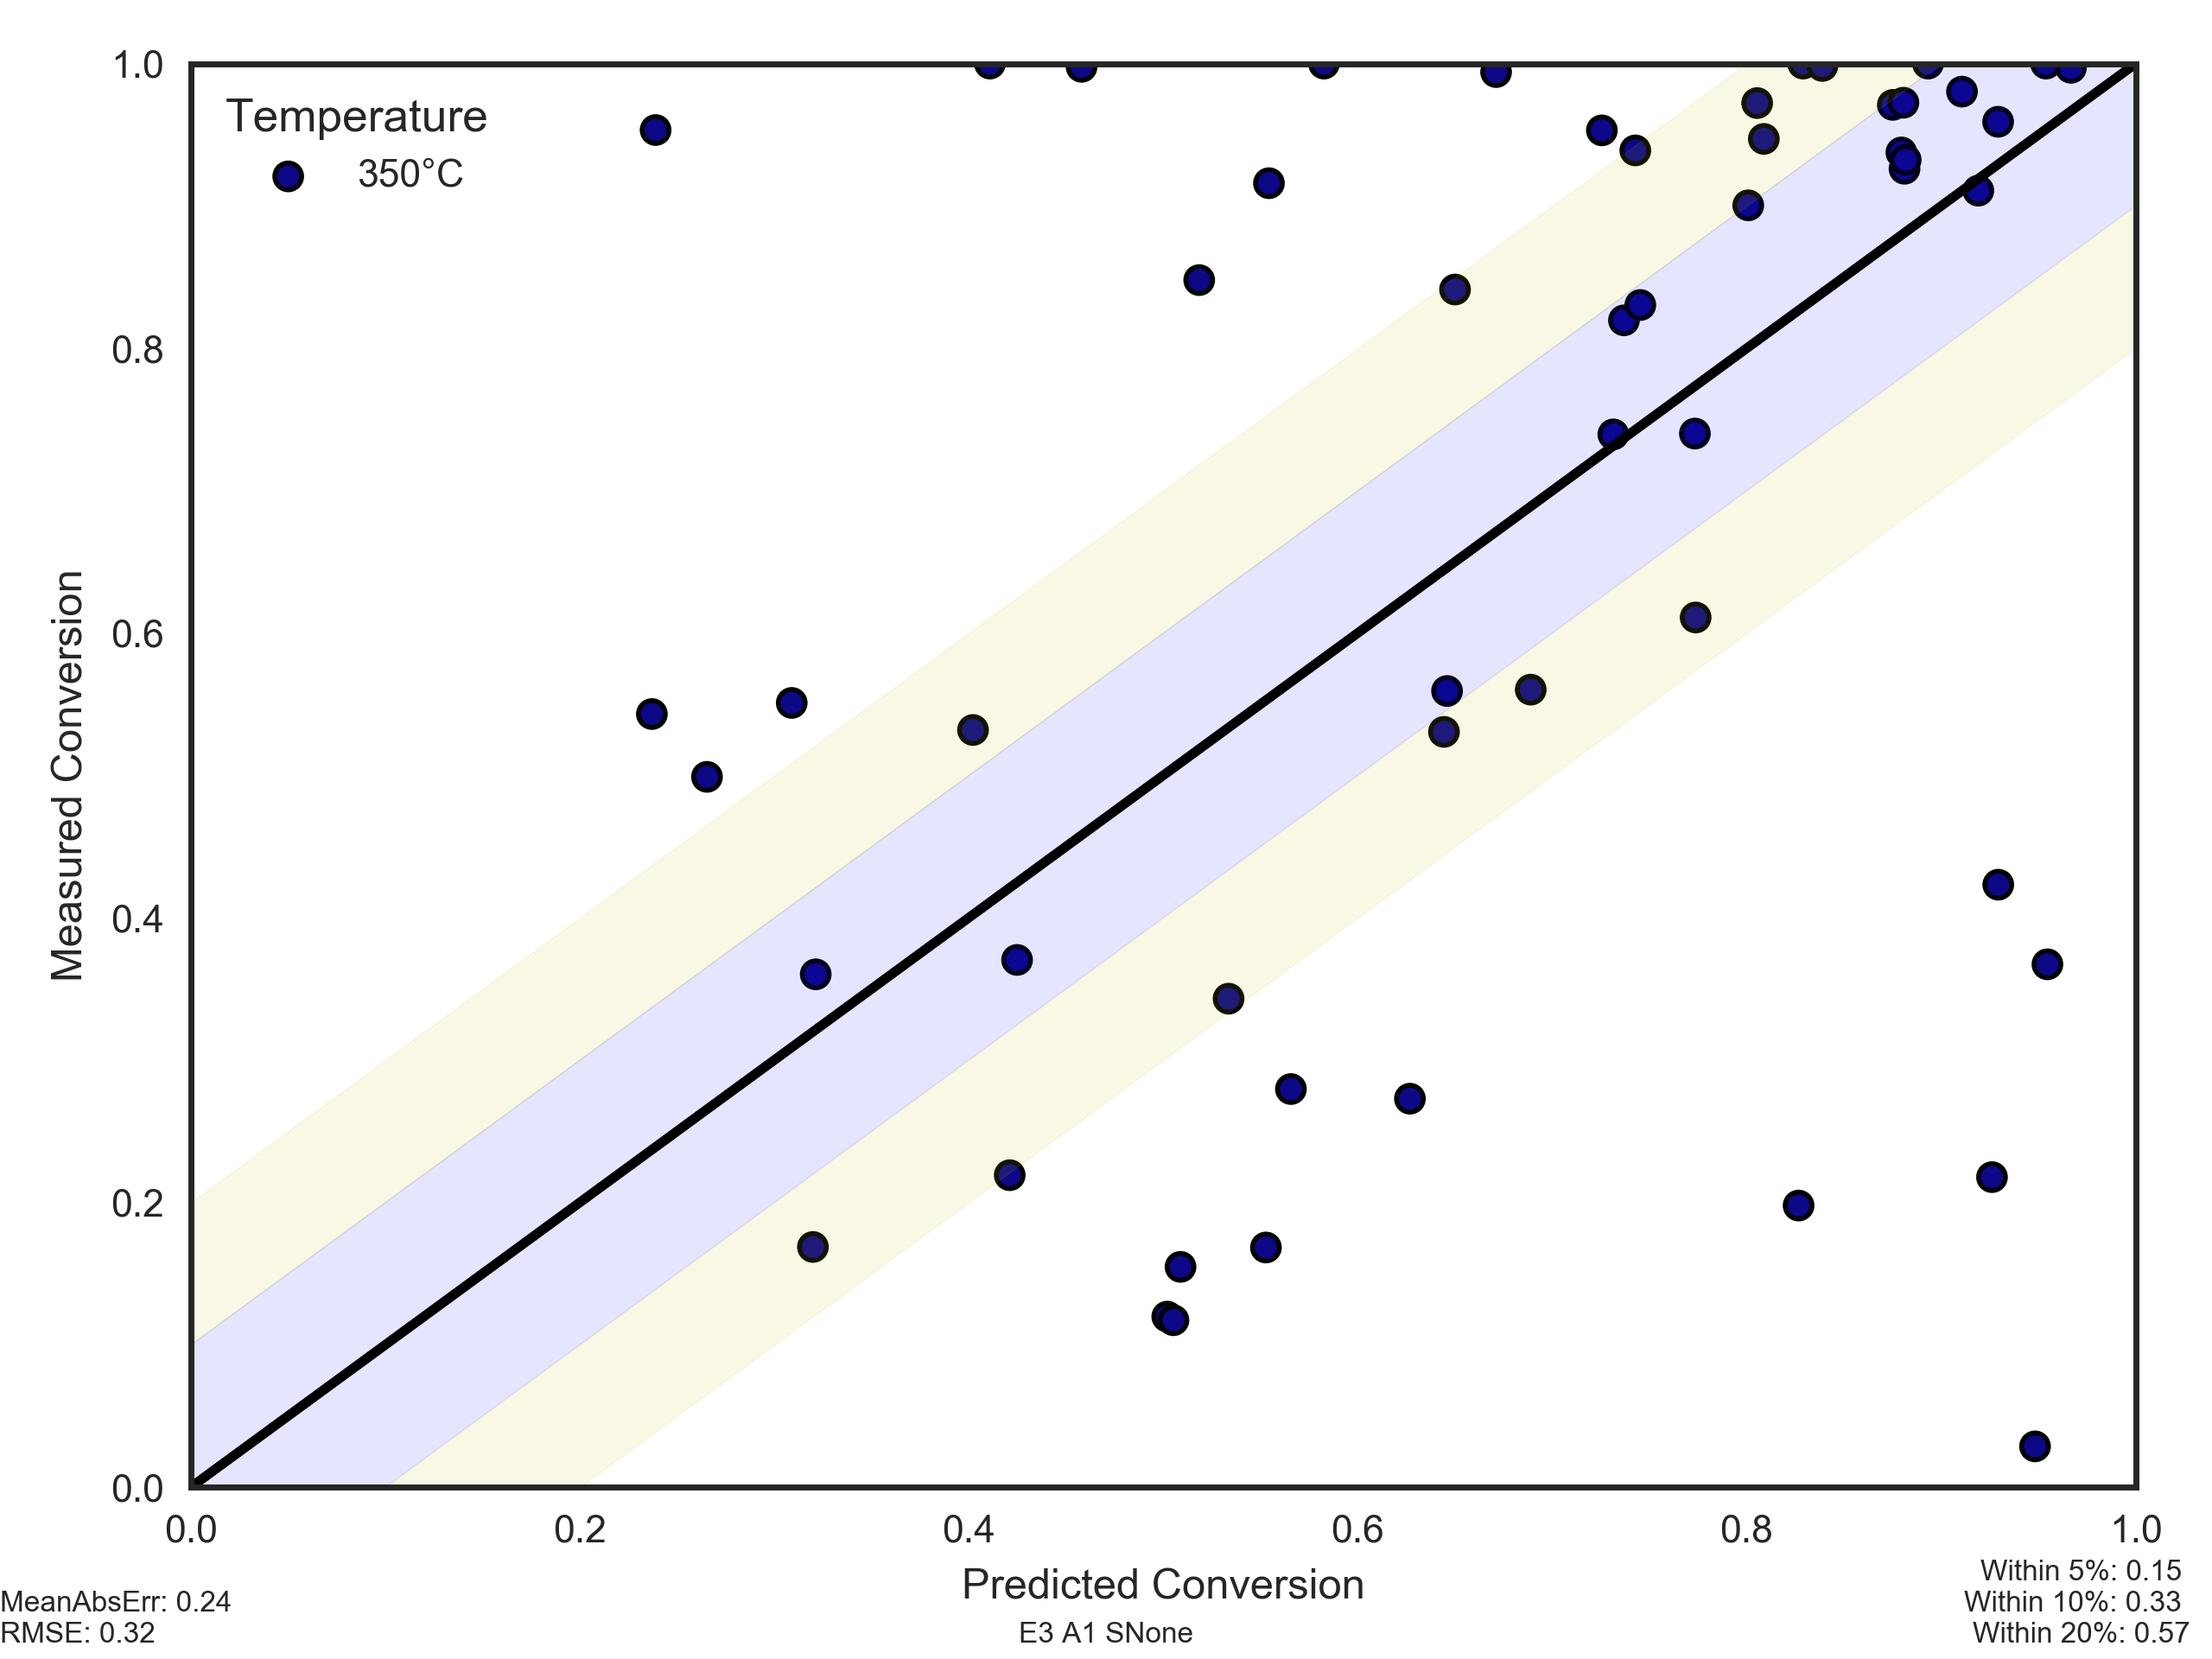 Temperature
350°C
1.0
0.8
0.6
0.4
0.2
0.0
Measured Conversion
0.0 0.2 0.4 0.6 0.8 1.0
Predicted Conversion
E3 A1 SNone
MeanAbsErr: 0.24
RMSE: 0.32
Within 5%: 0.15
Within 10%: 0.33
Within 20%: 0.57